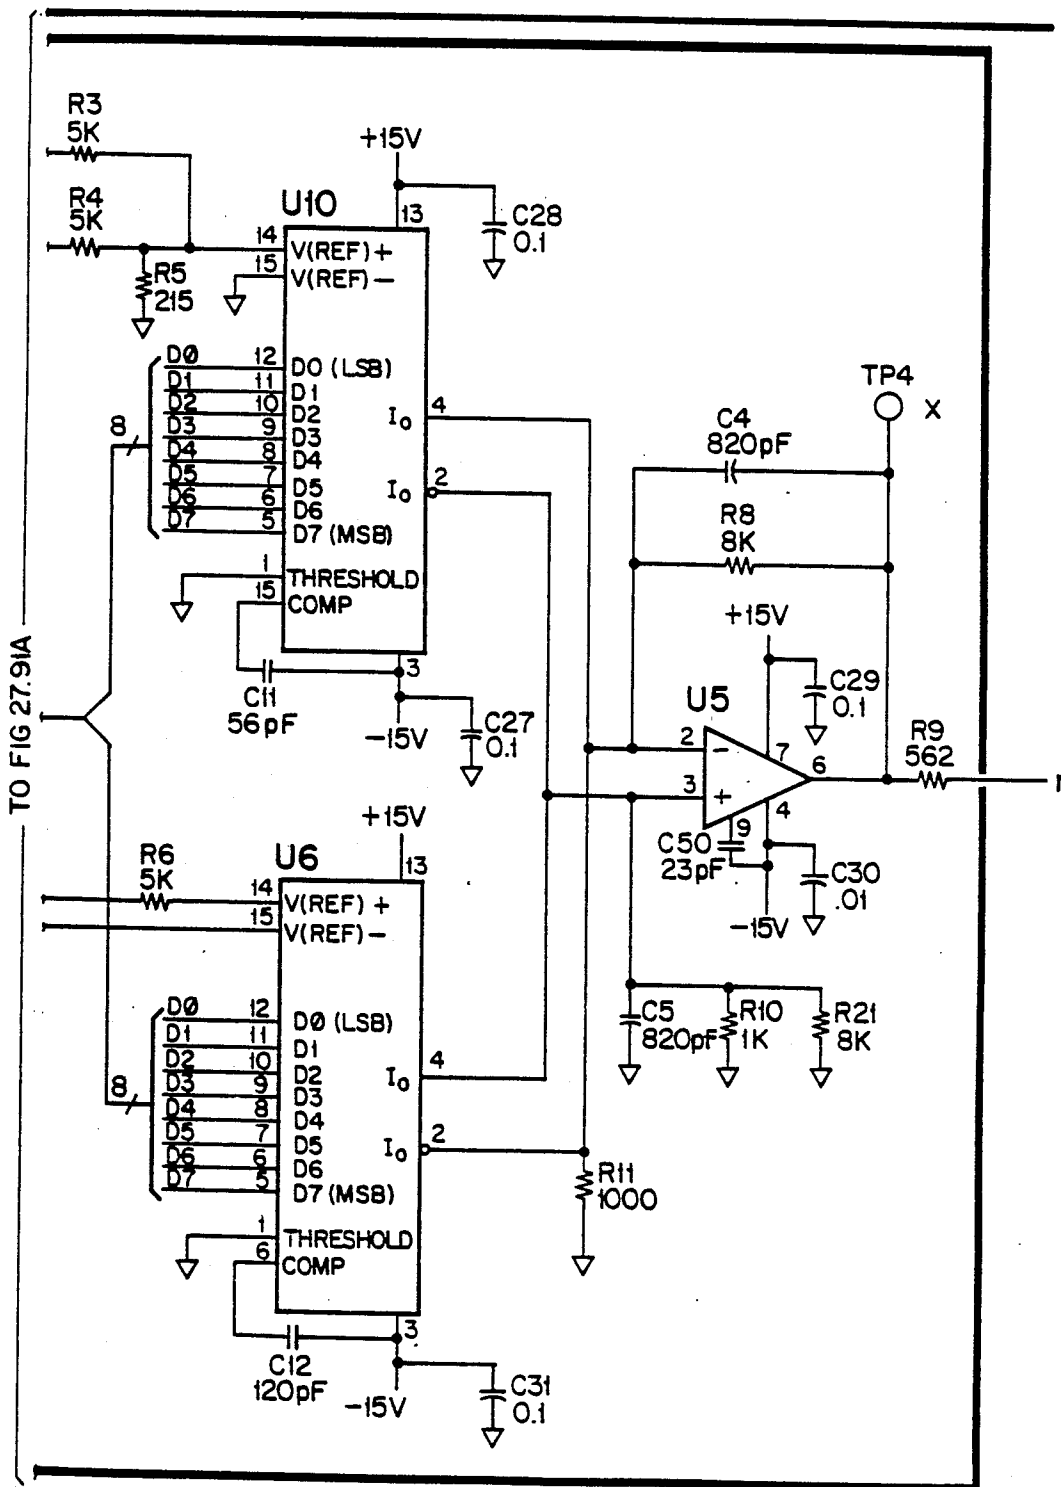 TO FIG 27.91A
R3
5K
R4
5K
R5
215
+15V
C28
0.1
U10
13
14
V(REF)+
15
V(REF)-
D0
12
D0 (LSB)
D1
11
D1
D2
10
D2
D3
9
D3
D4
8
D4
D5
7
D5
D6
6
D6
D7
5
D7 (MSB)
8
Io
4
Io
2
1
THRESHOLD
15
COMP
3
C11
56pF
-15V
C27
0.1
TP4
X
C4
820pF
R8
8K
+15V
C29
0.1
U5
2
-
3
+
7
6
4
9
R9
562
C50
23pF
C30
.01
-15V
+15V
U6
13
R6
5K
14
V(REF)+
15
V(REF)-
D0
12
D0 (LSB)
D1
11
D1
D2
10
D2
D3
9
D3
D4
8
D4
D5
7
D5
D6
6
D6
D7
5
D7 (MSB)
8
Io
4
Io
2
C5
820pF
R10
1K
R21
8K
R11
1000
1
THRESHOLD
6
COMP
3
C12
120pF
-15V
C31
0.1